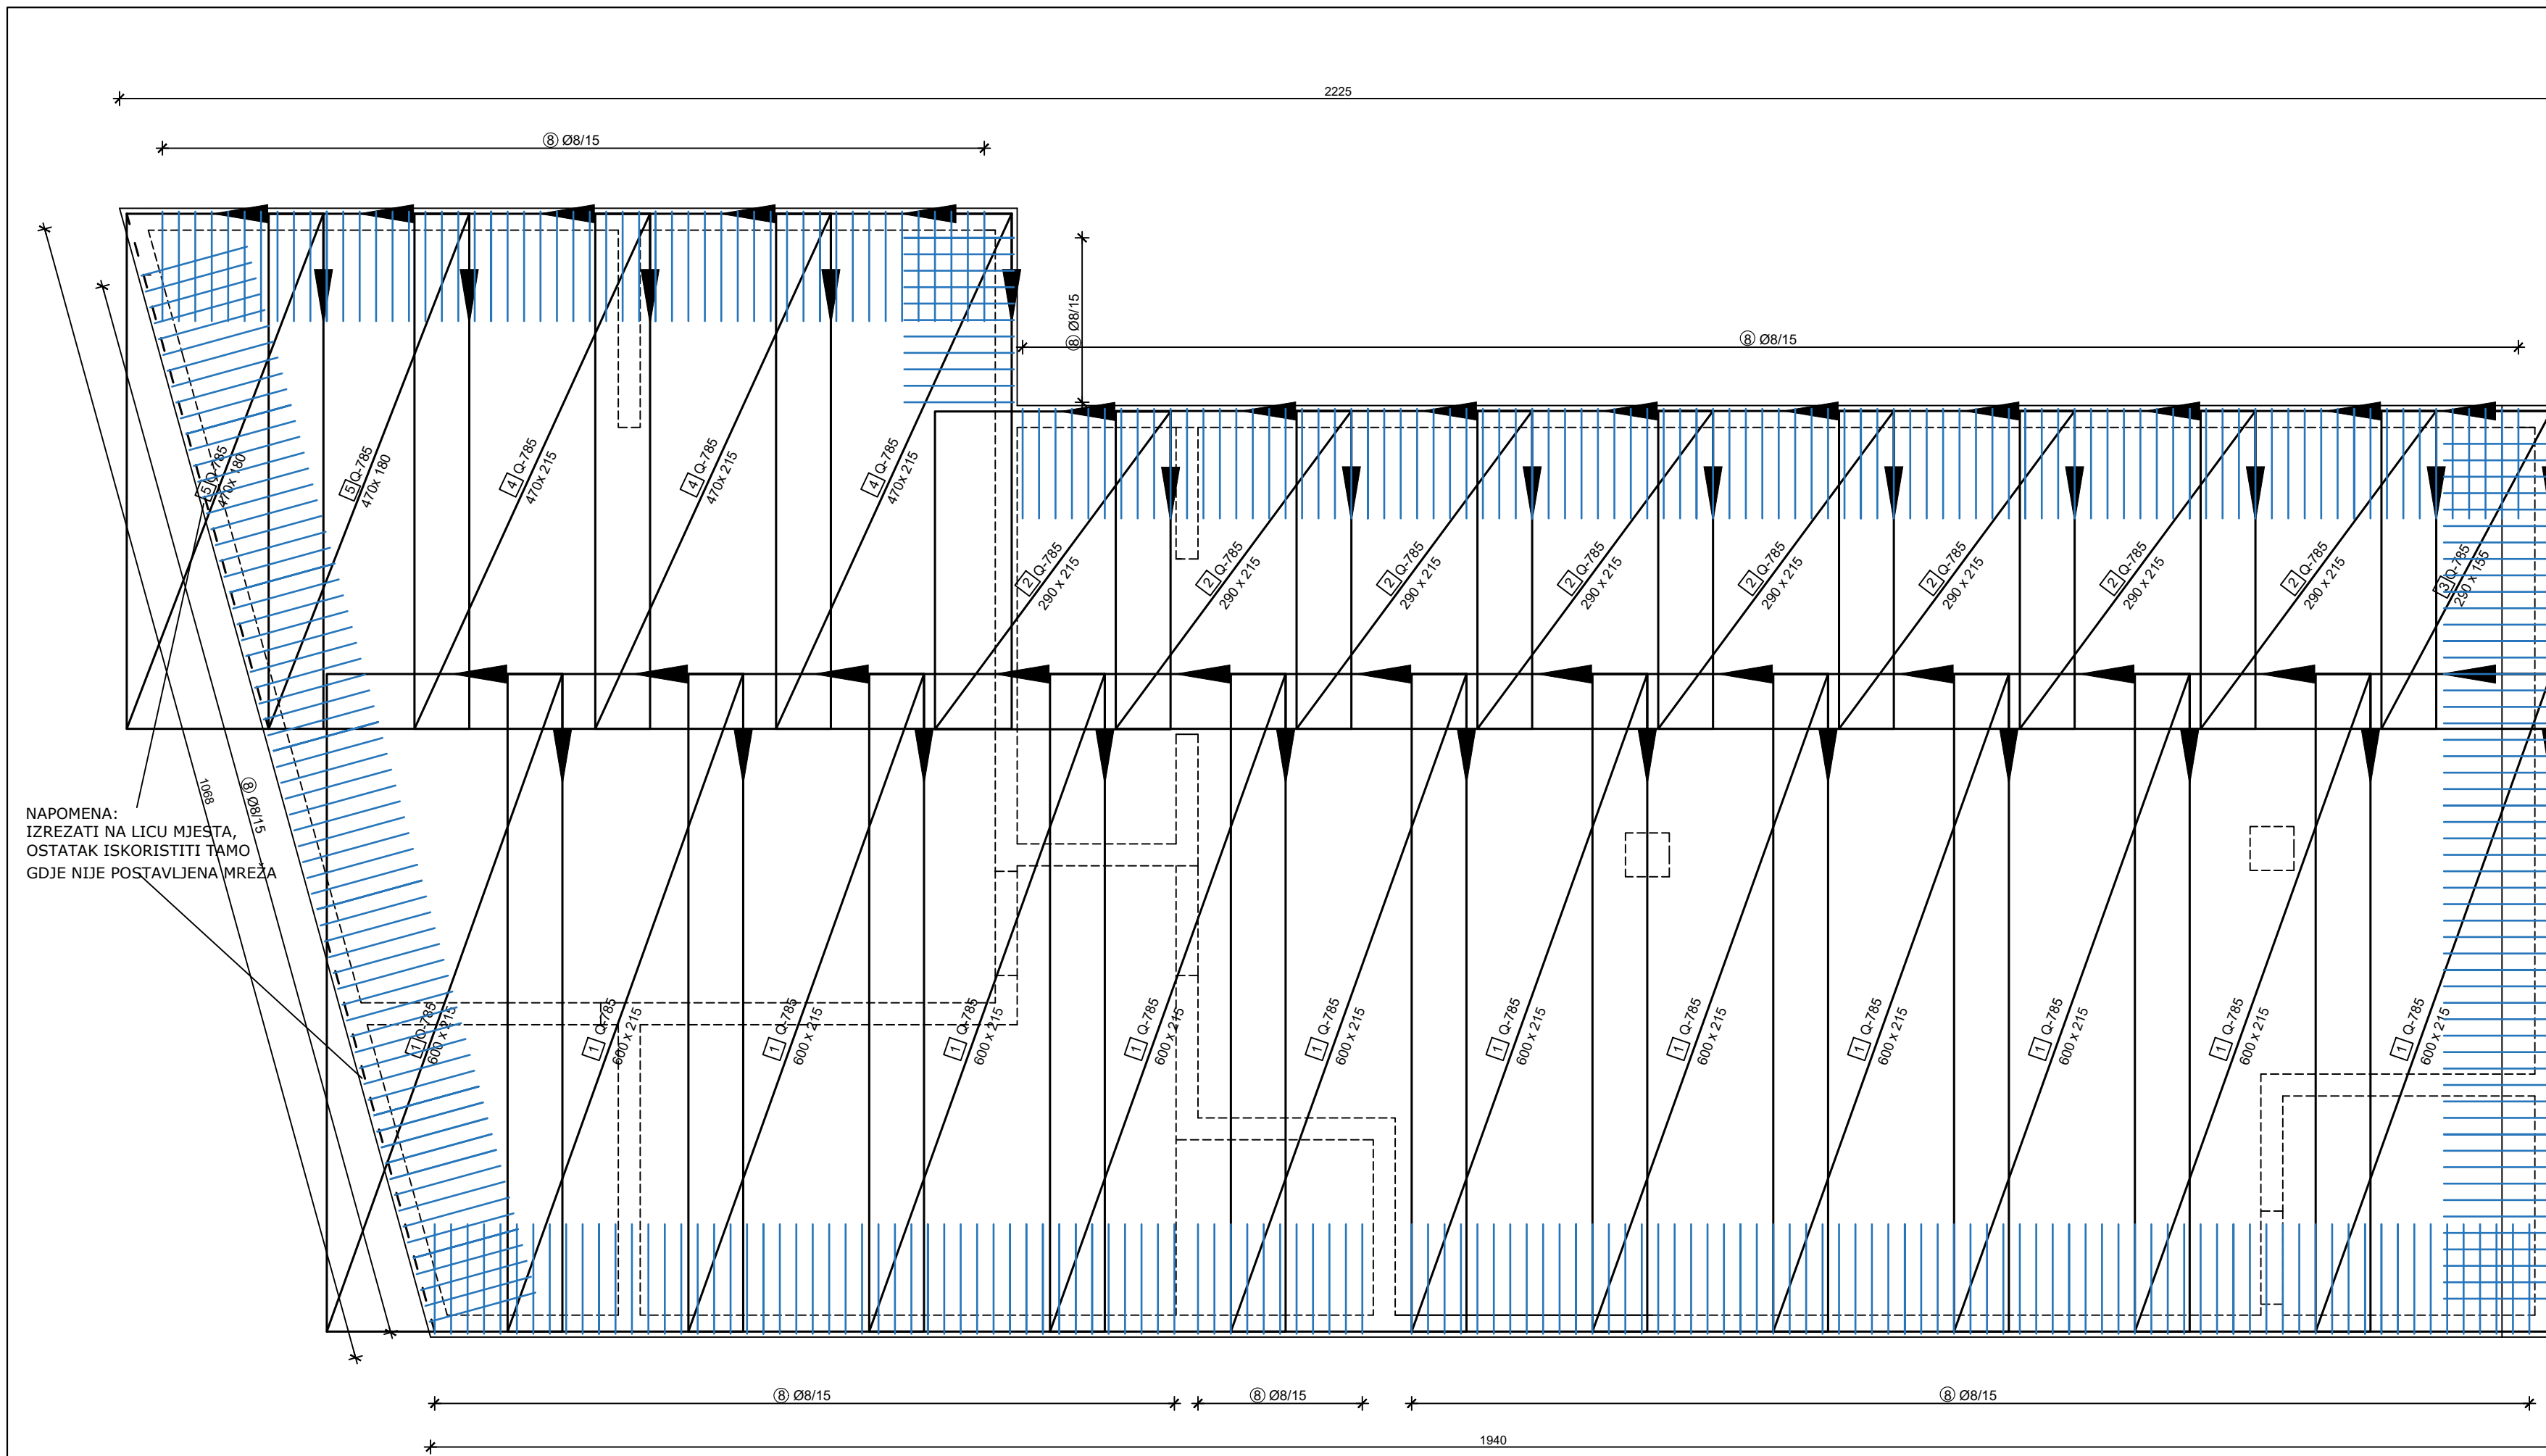 2225
⑧ Ø8/15
⑧ Ø8/15
⑧ Ø8/15
5 Q-785
470x 180
5 Q-785
470x 180
4 Q-785
470x 215
4 Q-785
470x 215
4 Q-785
470x 215
2 Q-785
290 x 215
2 Q-785
290 x 215
2 Q-785
290 x 215
2 Q-785
290 x 215
2 Q-785
290 x 215
2 Q-785
290 x 215
2 Q-785
290 x 215
2 Q-785
290 x 215
3 Q-785
290 x 155
1068
⑧ Ø8/15
NAPOMENA:
IZREZATI NA LICU MJESTA,
OSTATAK ISKORISTITI TAMO
GDJE NIJE POSTAVLJENA MREŽA
1 Q-785
600 x 215
1 Q-785
600 x 215
1 Q-785
600 x 215
1 Q-785
600 x 215
1 Q-785
600 x 215
1 Q-785
600 x 215
1 Q-785
600 x 215
1 Q-785
600 x 215
1 Q-785
600 x 215
1 Q-785
600 x 215
1 Q-785
600 x 215
1 Q-785
600 x 215
⑧ Ø8/15
⑧ Ø8/15
⑧ Ø8/15
1940